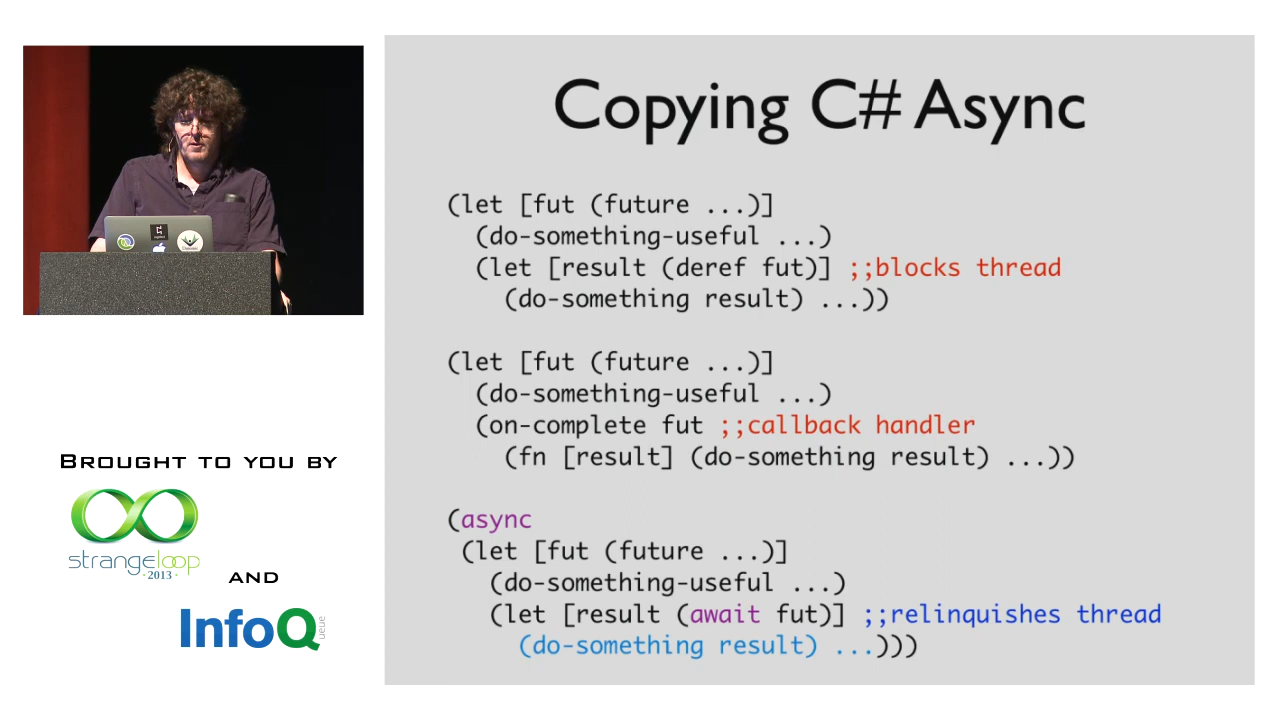 Copying C# Async
(let [fut (future ...)]
(do-something-useful ...)
(let [result (deref fut)] ;;blocks thread
(do-something result) ...))
(let [fut (future ...)]
(do-something-useful ...)
(on-complete fut ;;callback handler
(fn [result] (do-something result) ...))
(async
(let [fut (future ...)]
(do-something-useful ...)
(let [result (await fut)] ;;relinquishes thread
(do-something result) ...)))
BROUGHT TO YOU BY
strangeloop
·2013·
AND
InfoQ
ueue